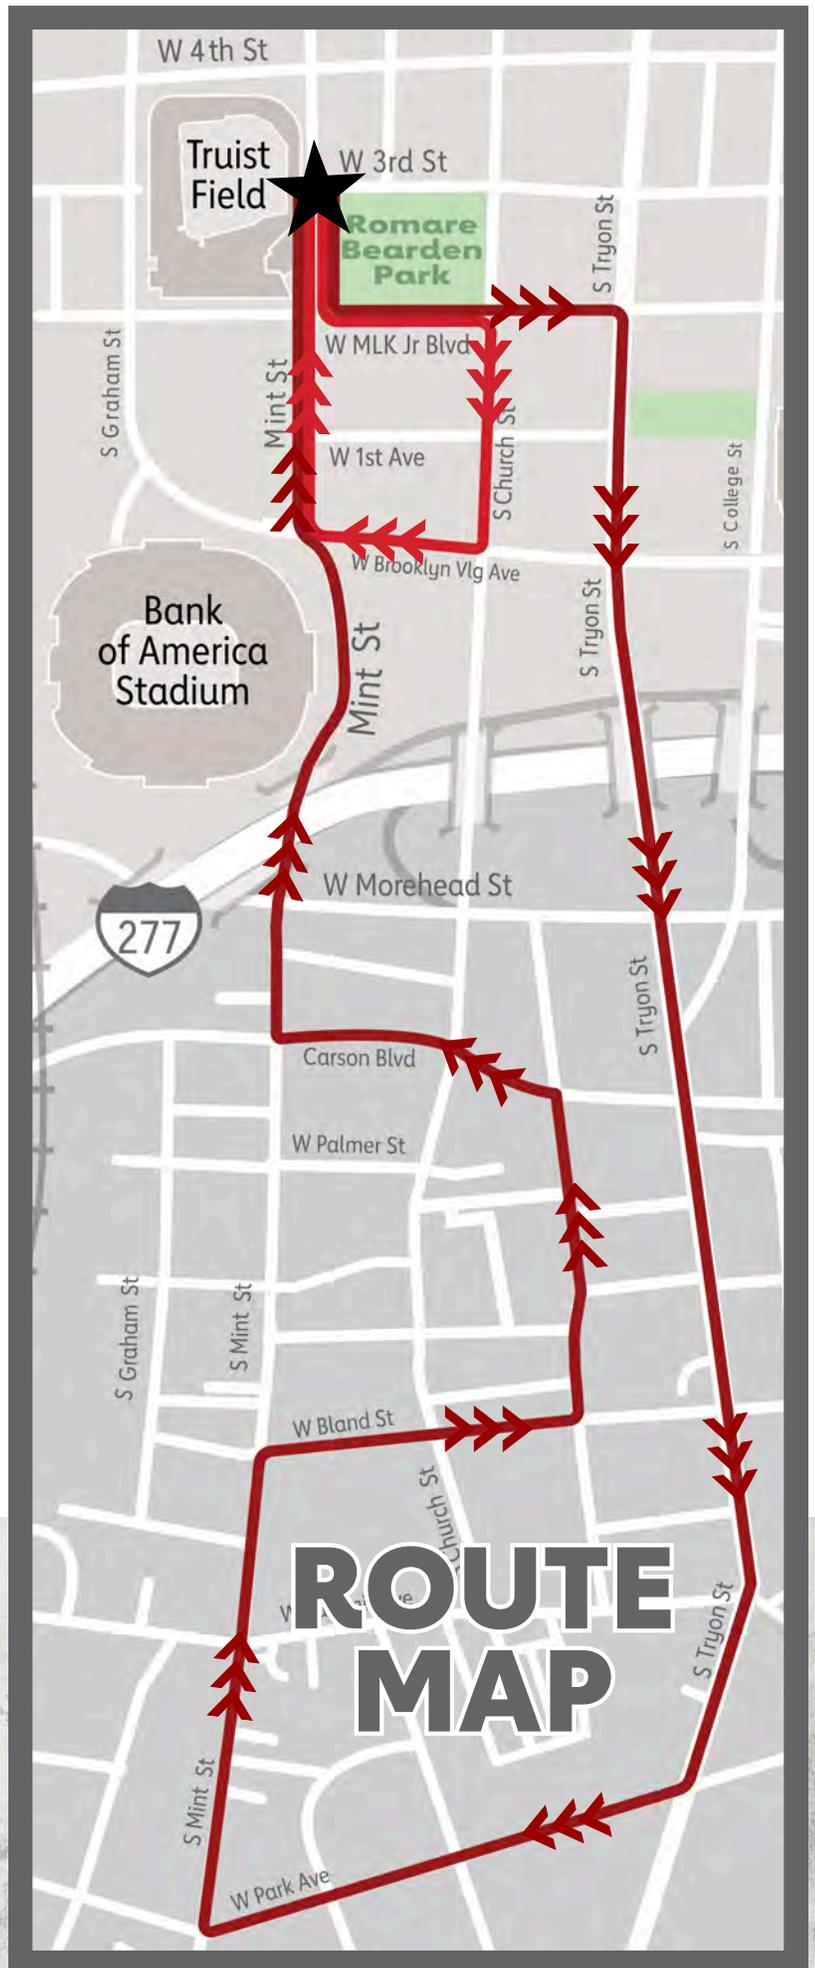 W 4th St
Truist
Field
W 3rd St
Romare
Bearden
Park
S Tryon St
W MLK Jr Blvd
S Graham St
Mint St
W 1st Ave
S Church St
S College St
W Brooklyn Vlg Ave
Bank
of America
Stadium
Mint St
S Tryon St
W Morehead St
277
S Tryon St
Carson Blvd
W Palmer St
S Graham St
S Mint St
W Bland St
Church St
ROUTE
MAP
S Tryon St
S Mint St
W Park Ave